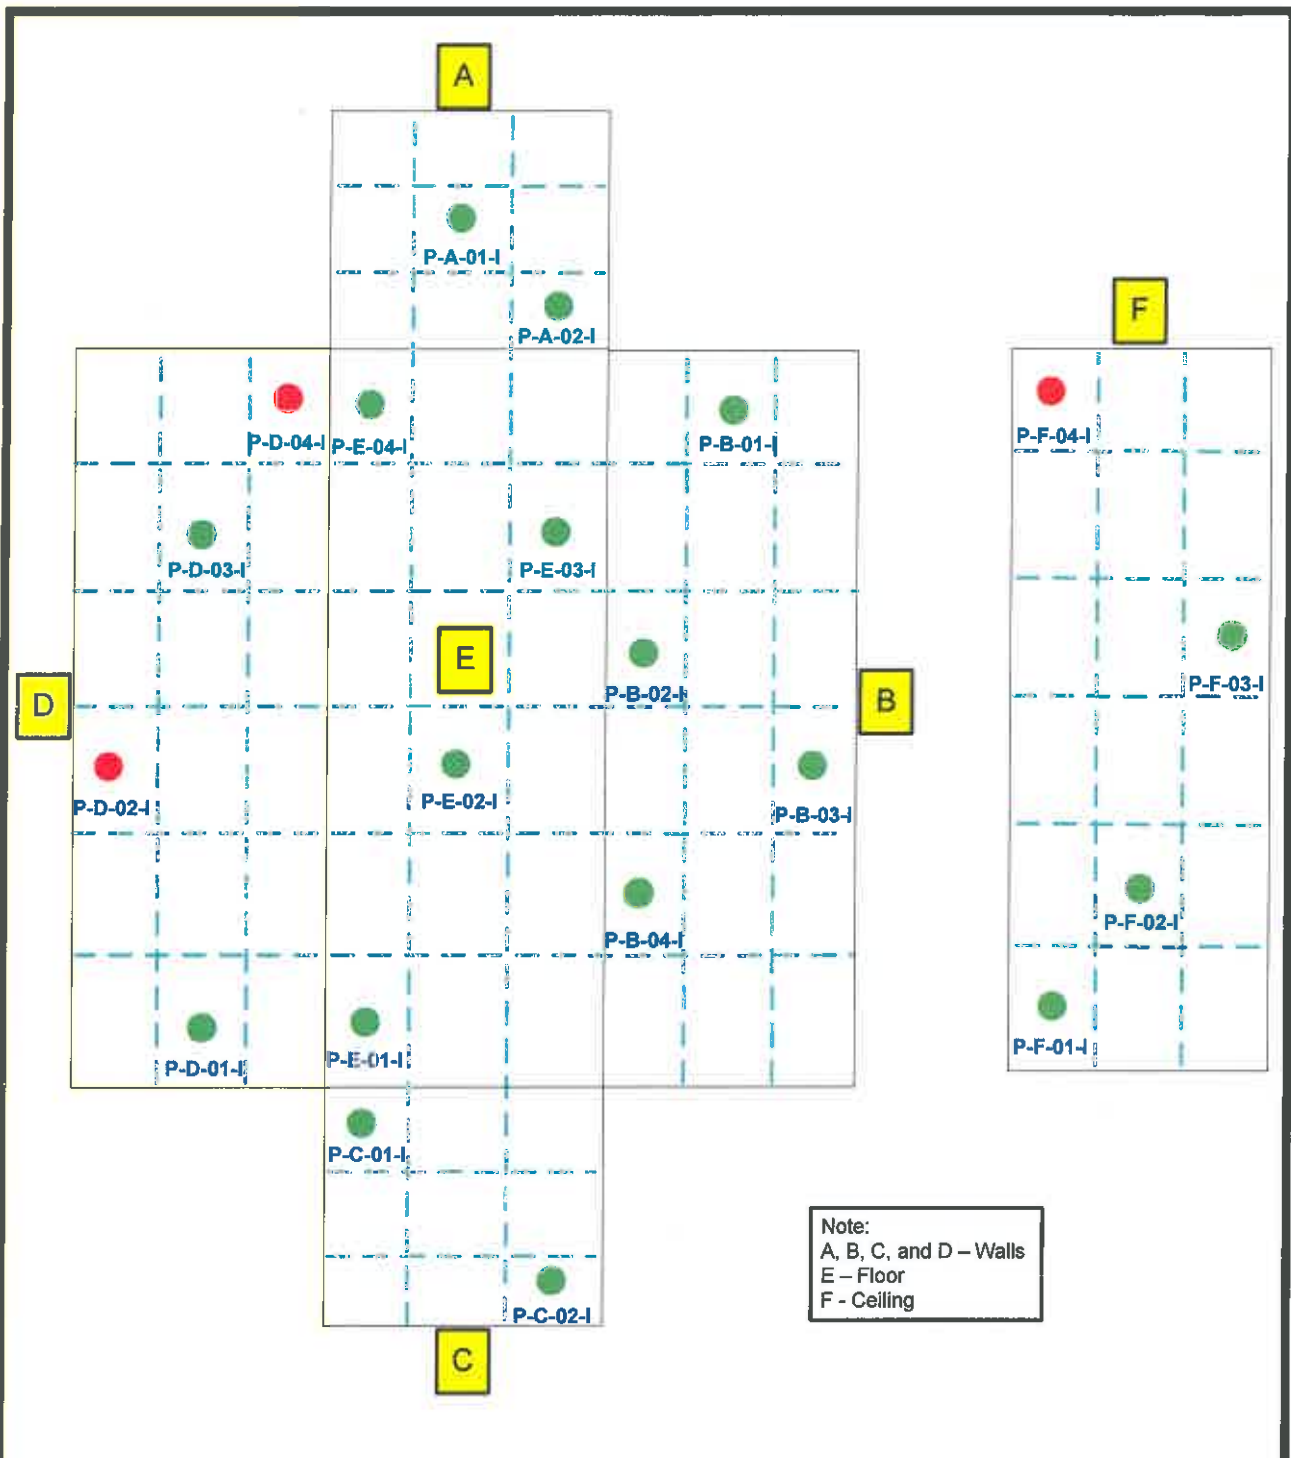 A
P-A-01-I
F
P-A-02-I
P-D-04-I
P-E-04-I
P-B-01-I
P-F-04-I
P-D-03-I
P-E-03-I
E
P-B-02-I
P-F-03-I
D
B
P-D-02-I
P-E-02-I
P-B-03-I
P-F-02-I
P-B-04-I
P-D-01-I
P-E-01-I
P-F-01-I
P-C-01-I
P-C-02-I
C
Note:
A, B, C, and D – Walls
E – Floor
F - Ceiling